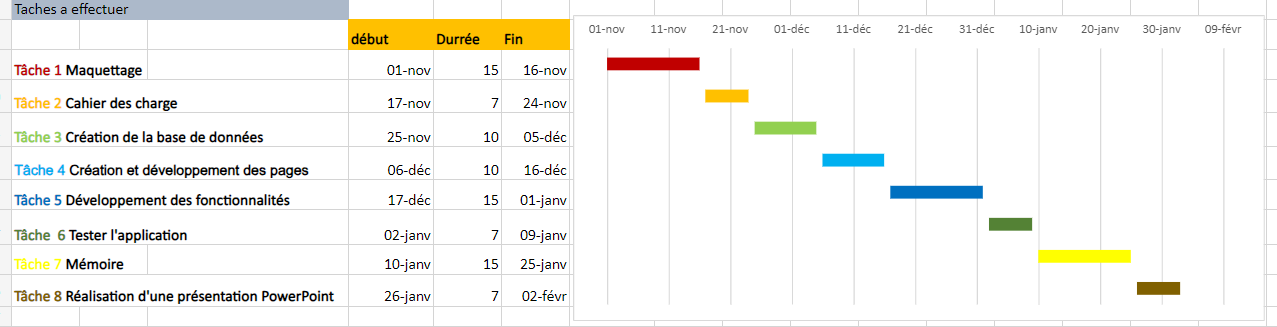 Taches a effectuer
début Durrée Fin
Tâche 1 Maquettage 01-nov 15 16-nov
Tâche 2 Cahier des charge 17-nov 7 24-nov
Tâche 3 Création de la base de données 25-nov 10 05-déc
Tâche 4 Création et développement des pages 06-déc 10 16-déc
Tâche 5 Développement des fonctionnalités 17-déc 15 01-janv
Tâche 6 Tester l'application 02-janv 7 09-janv
Tâche 7 Mémoire 10-janv 15 25-janv
Tâche 8 Réalisation d'une présentation PowerPoint 26-janv 7 02-févr
01-nov 11-nov 21-nov 01-déc 11-déc 21-déc 31-déc 10-janv 20-janv 30-janv 09-févr